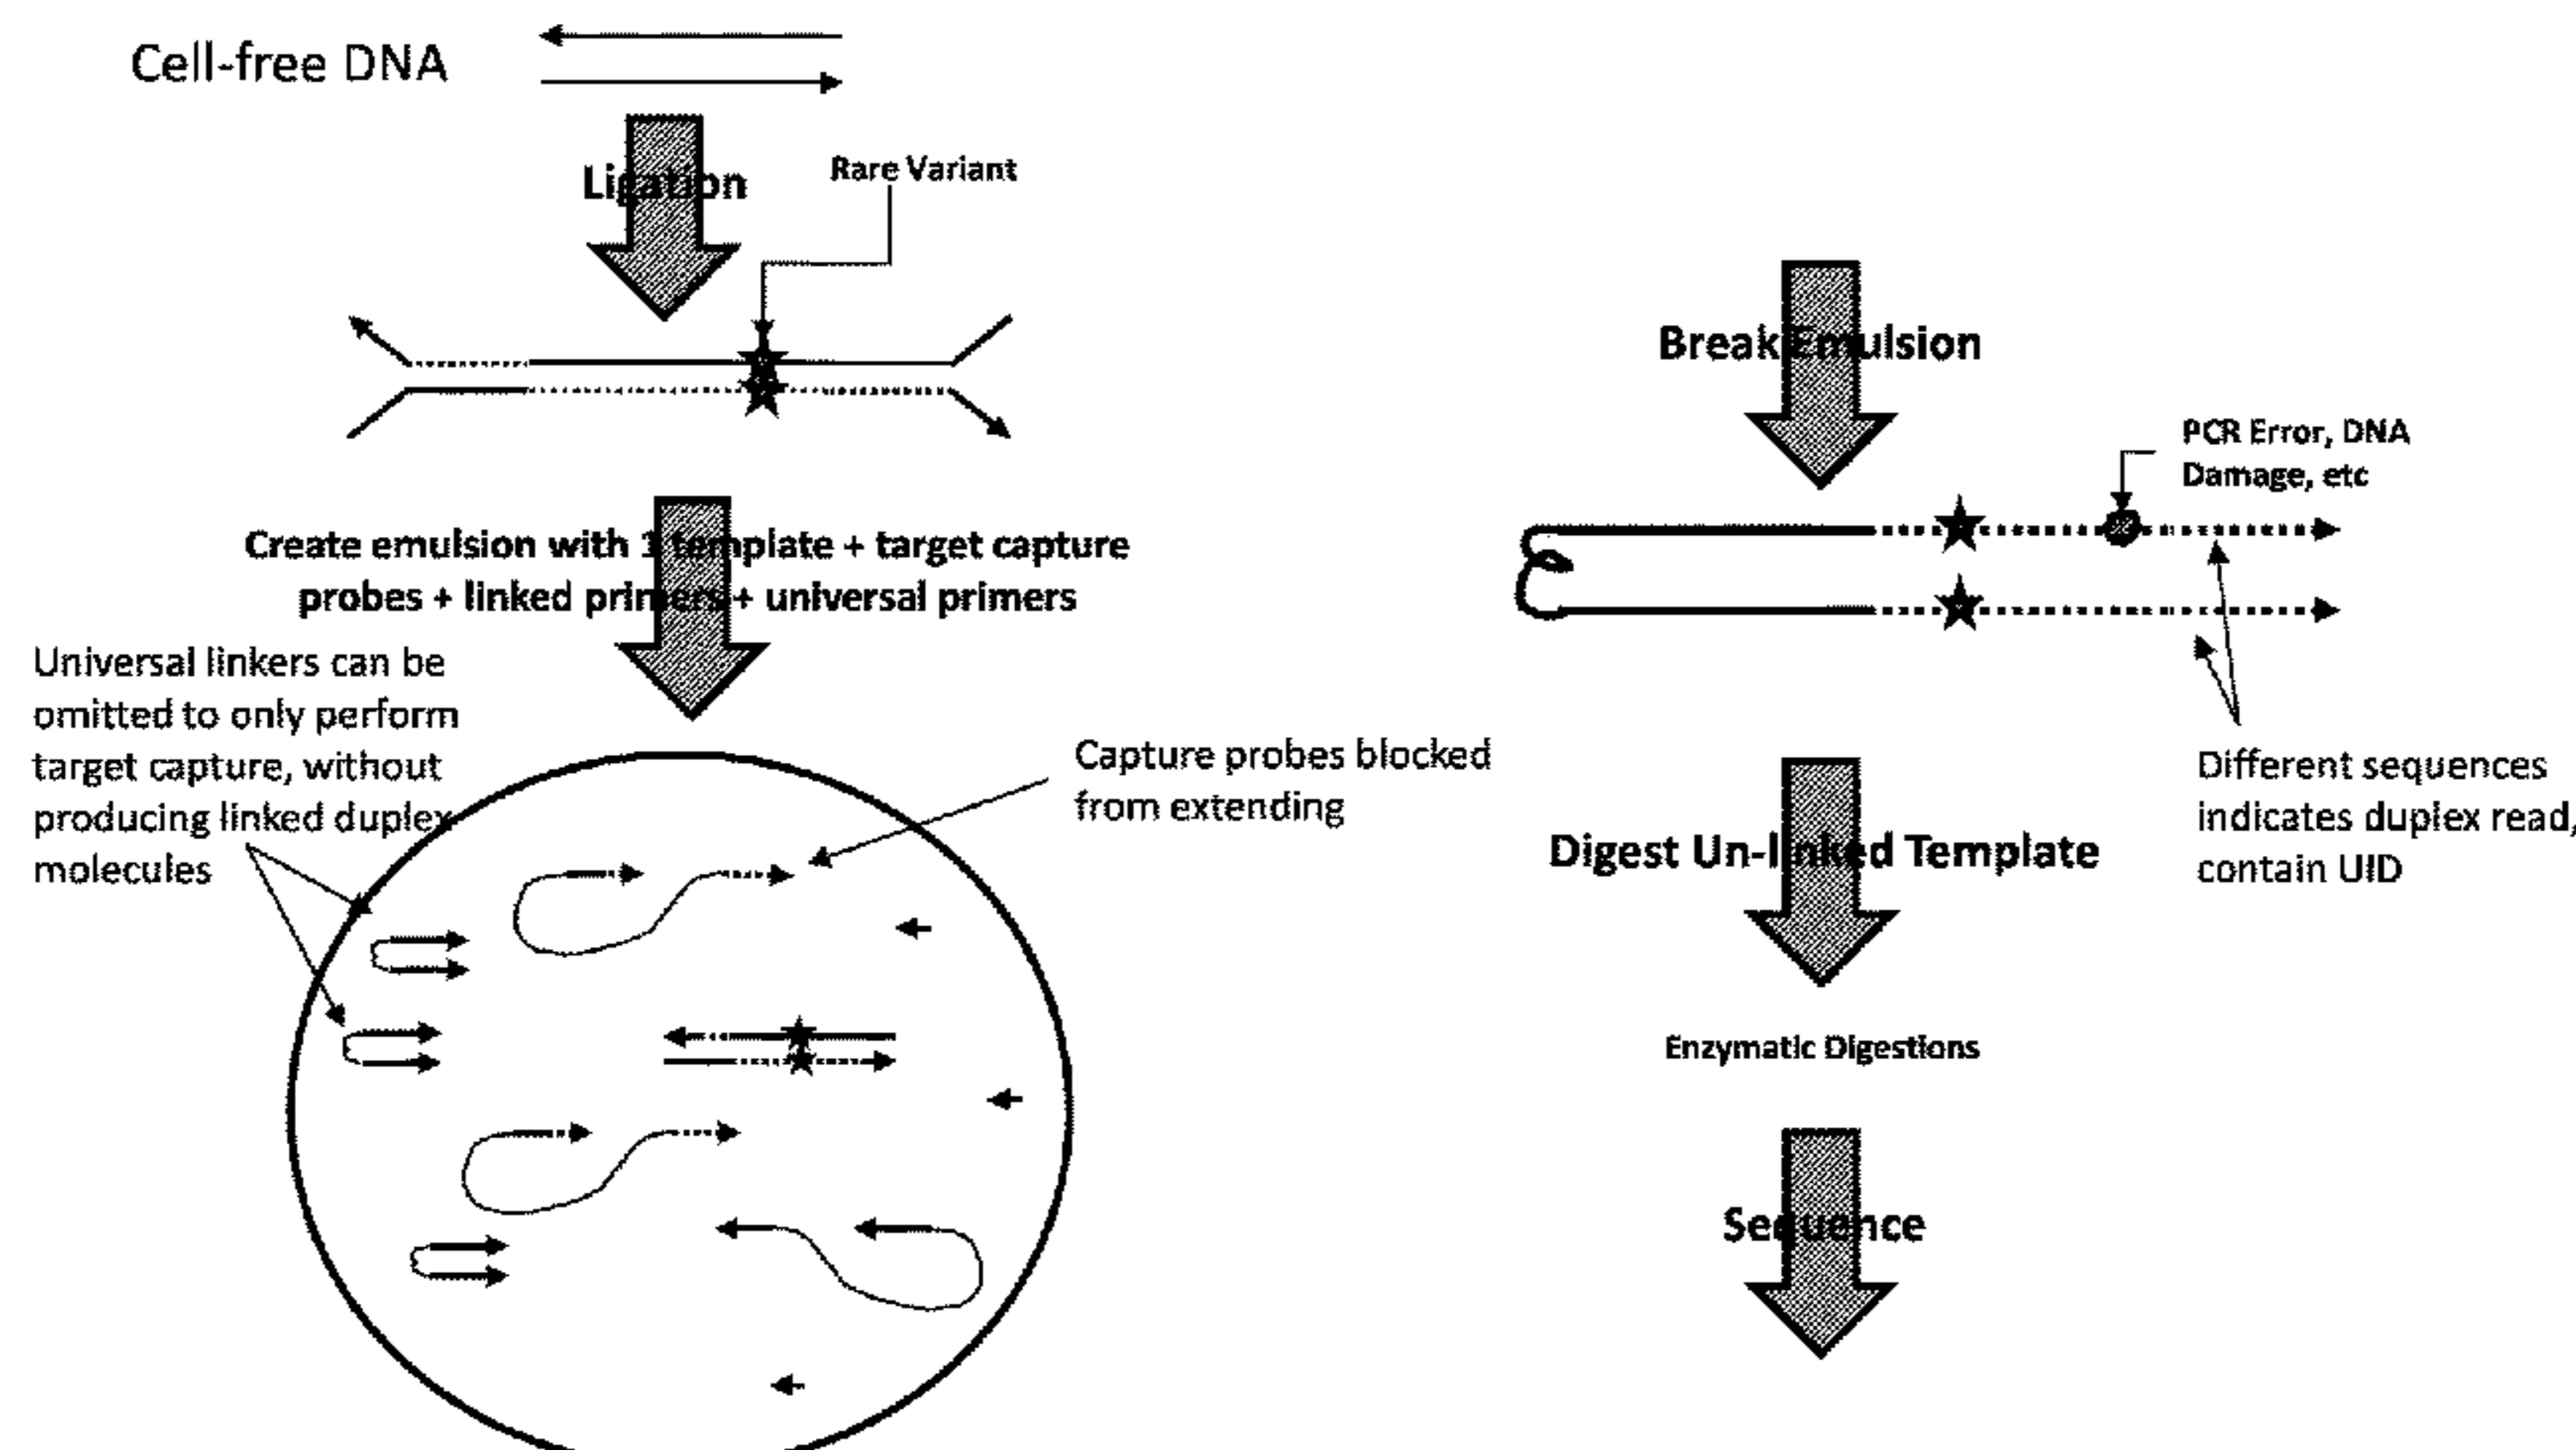 Cell-free DNA
Ligation
Rare Variant
Create emulsion with 1 template + target capture
probes + linked primers + universal primers
Universal linkers can be
omitted to only perform
target capture, without
producing linked duplex
molecules
Capture probes blocked
from extending
Break Emulsion
PCR Error, DNA
Damage, etc
Different sequences
indicates duplex read,
contain UID
Digest Un-linked Template
Enzymatic Digestions
Sequence